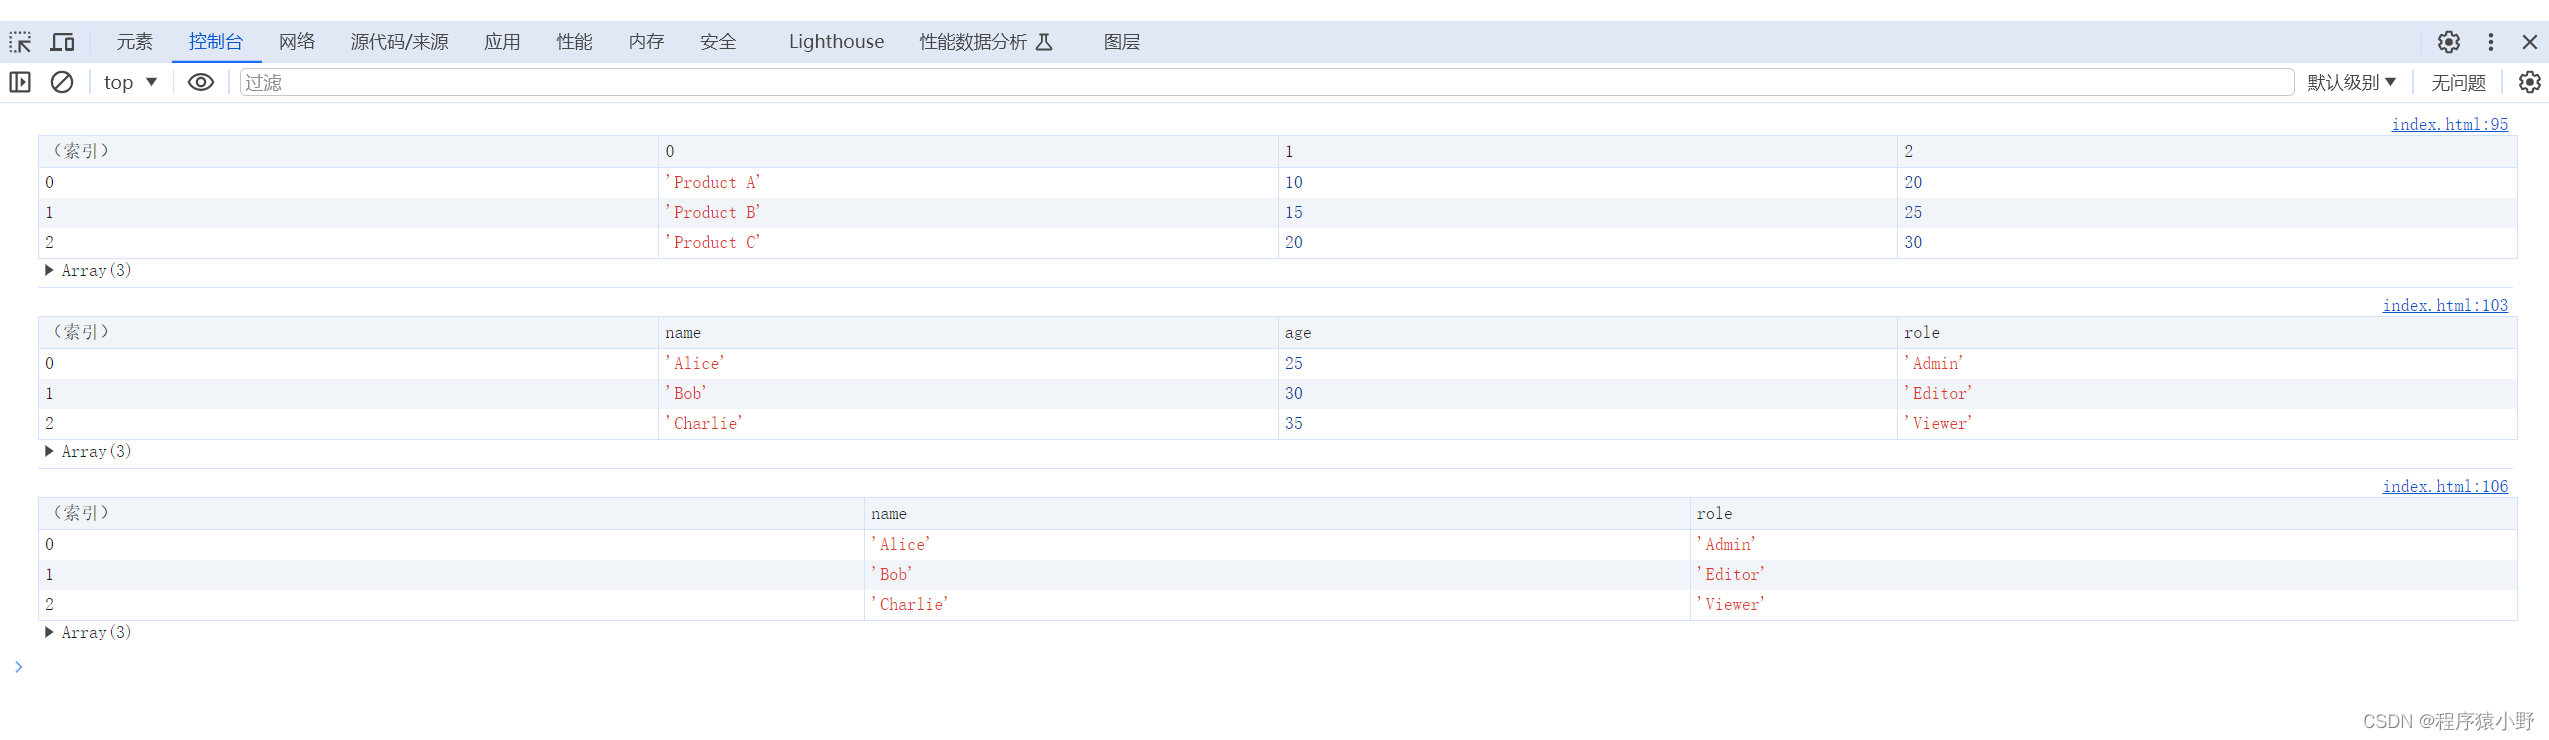 元素 控制台 网络 源代码/来源 应用 性能 内存 安全 Lighthouse 性能数据分析 图层
top 过滤 默认级别 无问题
index.html:95
（索引） 0 1 2
0 'Product A' 10 20
1 'Product B' 15 25
2 'Product C' 20 30
Array(3)
index.html:103
（索引） name age role
0 'Alice' 25 'Admin'
1 'Bob' 30 'Editor'
2 'Charlie' 35 'Viewer'
Array(3)
index.html:106
（索引） name role
0 'Alice' 'Admin'
1 'Bob' 'Editor'
2 'Charlie' 'Viewer'
Array(3)
CSDN @程序猿小野